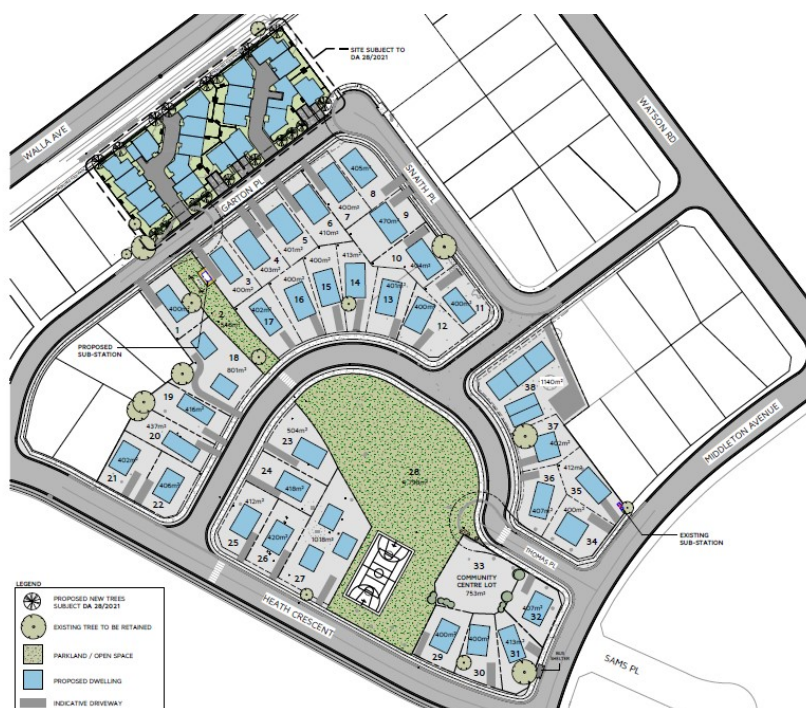 SITE SUBJECT TO
DA 28/2021
WALLA AVE
WATSON RD
SNAITH PL
GARTON PL
405m²
8
400m²
7
6
410m²
470m²
9
5
401m²
4
403m²
3
400m²
413m²
10
400m²
400m²
14
15
16
401m²
13
400m²
12
400m²
11
402m²
17
400m²
1
2
PROPOSED
SUB-STATION
18
801m²
19
416m²
437m²
20
402m²
21
406m²
22
38
1140m²
37
402m²
412m²
36
35
407m²
400m²
34
MIDDLETON AVENUE
EXISTING
SUB-STATION
504m²
23
24
418m²
412m²
25
420m²
26
1018m²
27
28
THOMAS PL
33
COMMUNITY
CENTRE LOT
753m²
407m²
32
400m²
29
400m²
30
413m²
31
BUS
SHELTER
HEATH CRESCENT
SAMS PL
LEGEND
PROPOSED NEW TREES
SUBJECT DA 28/2021
EXISTING TREE TO BE RETAINED
PARKLAND / OPEN SPACE
PROPOSED DWELLING
INDICATIVE DRIVEWAY